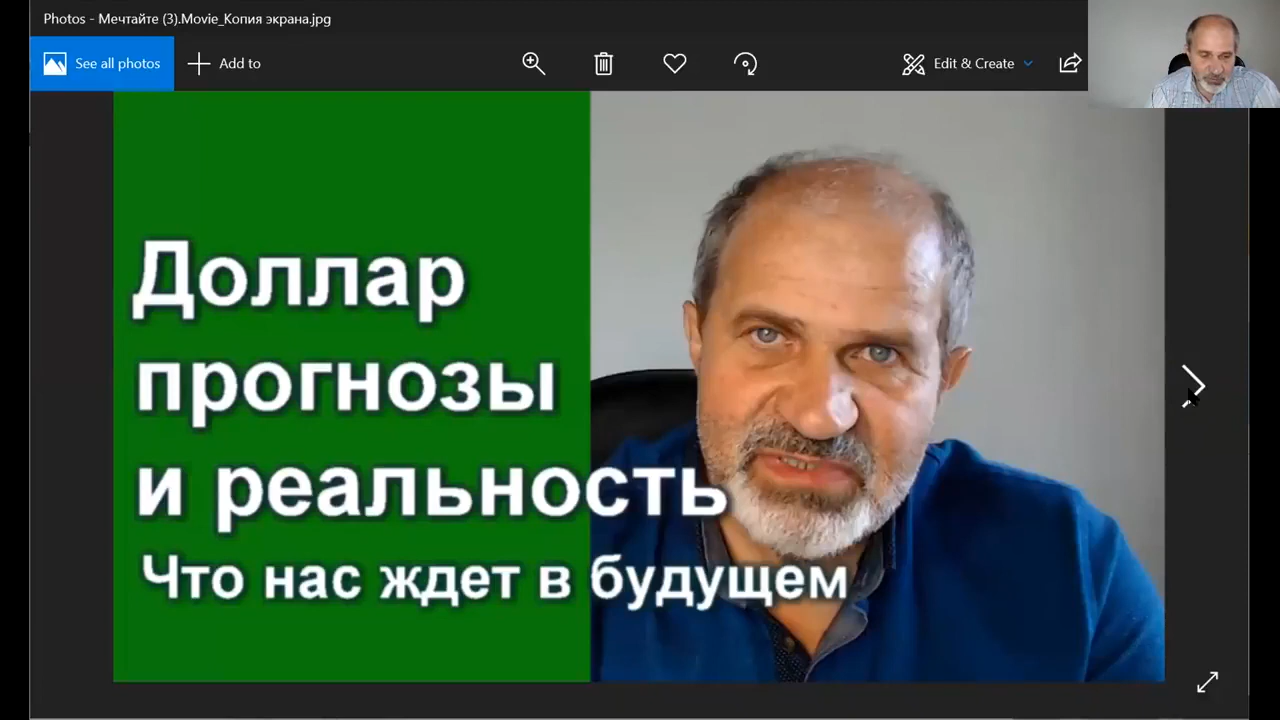 Photos - Мечтайте (3).Movie_Копия экрана.jpg
See all photos
Add to
Edit & Create
Доллар
прогнозы
и реальность
Что нас ждет в будущем